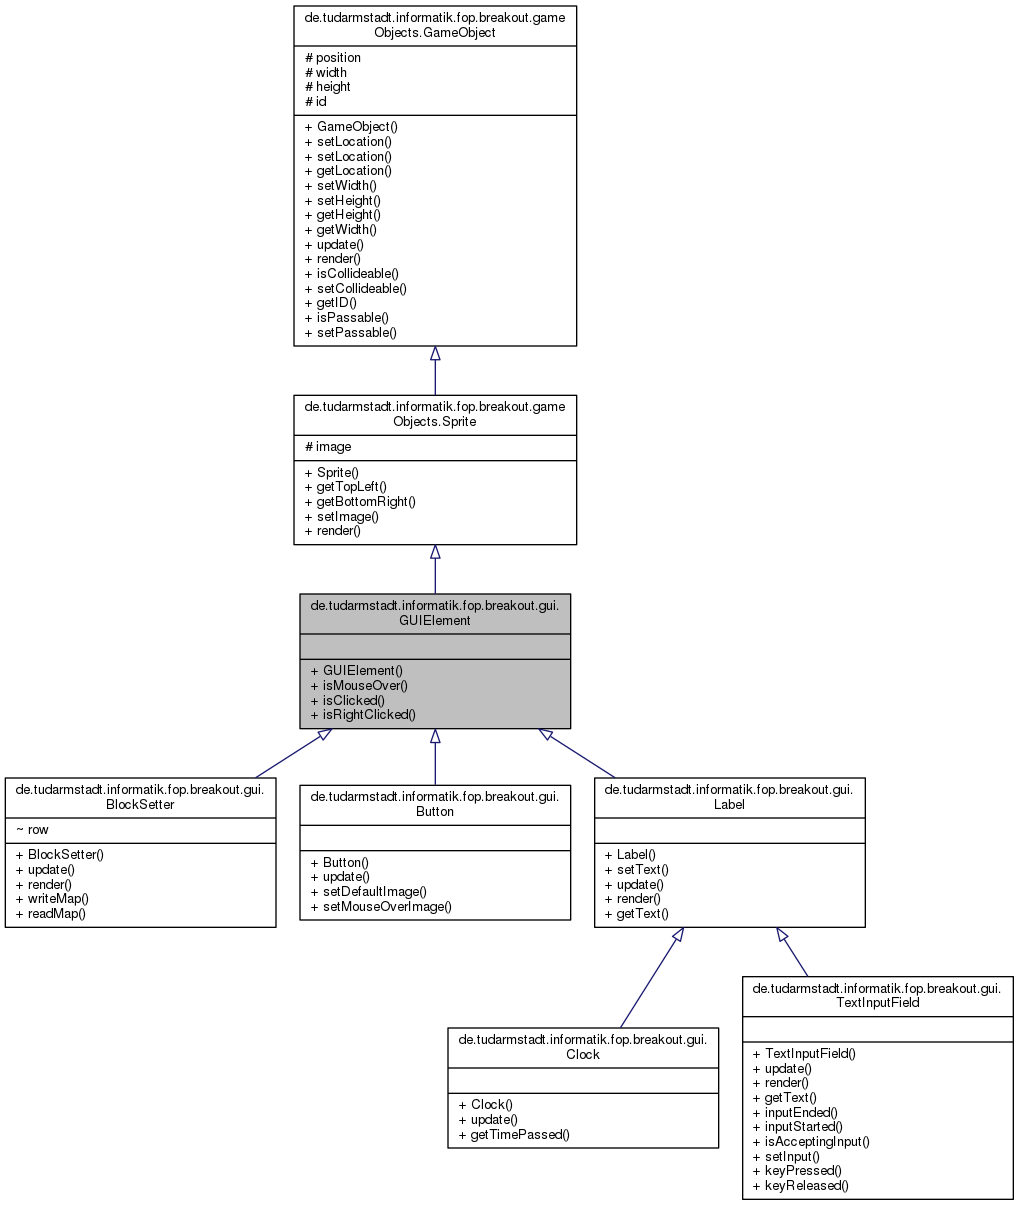 de.tudarmstadt.informatik.fop.breakout.game
Objects.GameObject
# position
# width
# height
# id
+ GameObject()
+ setLocation()
+ setLocation()
+ getLocation()
+ setWidth()
+ setHeight()
+ getHeight()
+ getWidth()
+ update()
+ render()
+ isCollideable()
+ setCollideable()
+ getID()
+ isPassable()
+ setPassable()
de.tudarmstadt.informatik.fop.breakout.game
Objects.Sprite
# image
+ Sprite()
+ getTopLeft()
+ getBottomRight()
+ setImage()
+ render()
de.tudarmstadt.informatik.fop.breakout.gui.
GUIElement
+ GUIElement()
+ isMouseOver()
+ isClicked()
+ isRightClicked()
de.tudarmstadt.informatik.fop.breakout.gui.
BlockSetter
~ row
+ BlockSetter()
+ update()
+ render()
+ writeMap()
+ readMap()
de.tudarmstadt.informatik.fop.breakout.gui.
Button
+ Button()
+ update()
+ setDefaultImage()
+ setMouseOverImage()
de.tudarmstadt.informatik.fop.breakout.gui.
Label
+ Label()
+ setText()
+ update()
+ render()
+ getText()
de.tudarmstadt.informatik.fop.breakout.gui.
Clock
+ Clock()
+ update()
+ getTimePassed()
de.tudarmstadt.informatik.fop.breakout.gui.
TextInputField
+ TextInputField()
+ update()
+ render()
+ getText()
+ inputEnded()
+ inputStarted()
+ isAcceptingInput()
+ setInput()
+ keyPressed()
+ keyReleased()